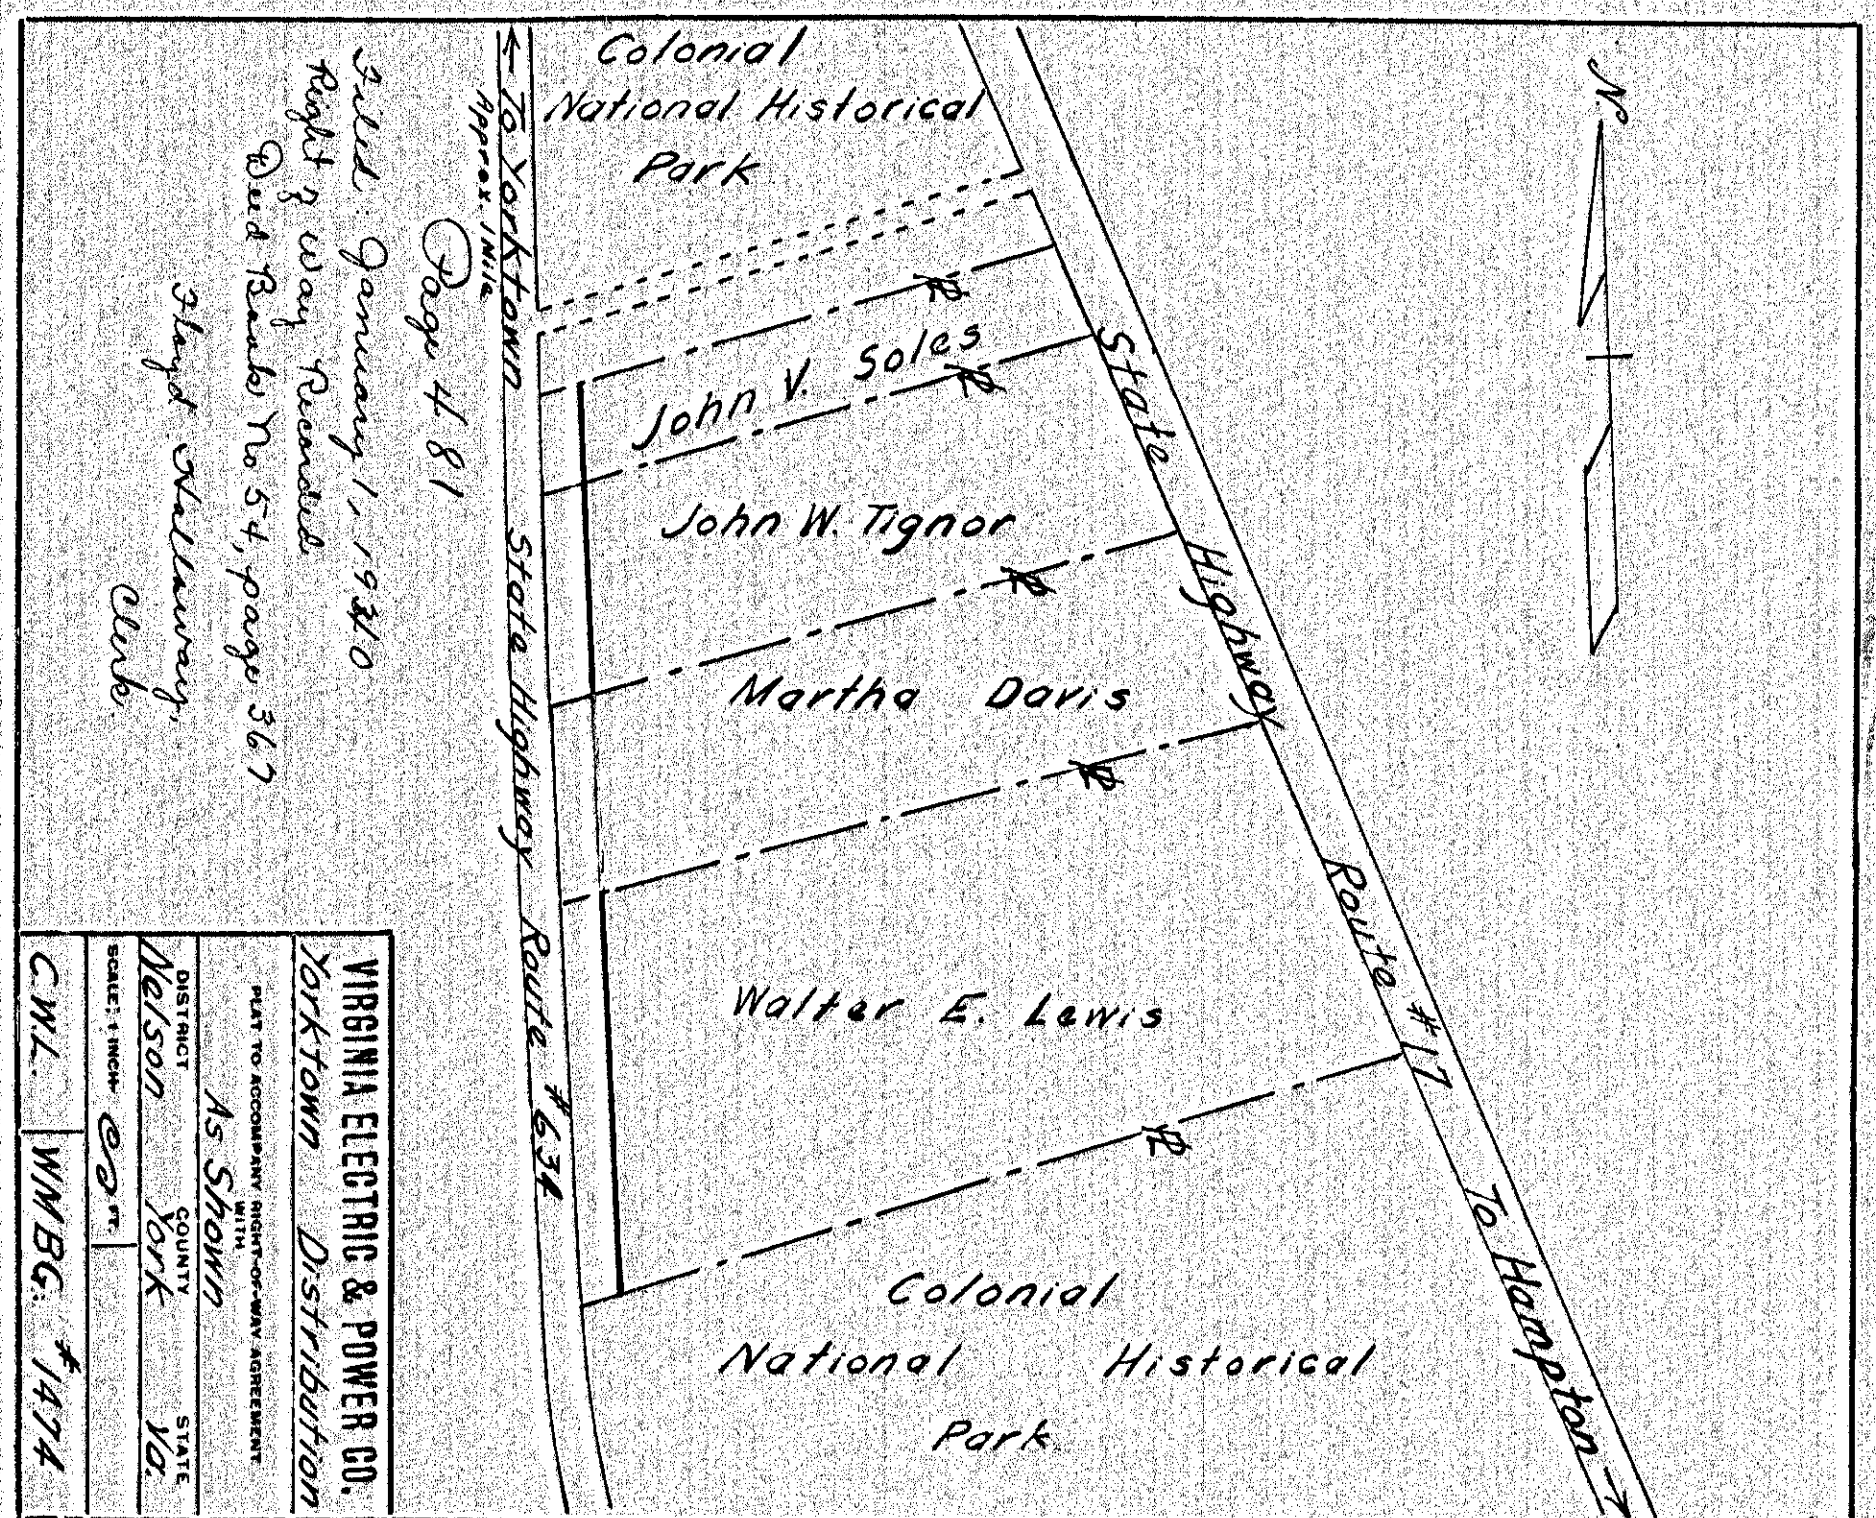 N.
Colonial
National Historical
Park
← To Yorktown
Approx. 1 Mile
State Highway Route #634
John V. Soles
John W. Tignor
Martha Davis
Walter E. Lewis
Colonial
National Historical
Park
State Highway Route #17 To Hampton →
Page 481
Filed: January 1, 1940
Right of way Recorded
Deed Book No 54, page 367
Floyd Holloway,
Clerk.
VIRGINIA ELECTRIC & POWER CO.
Yorktown Distribution
PLAT TO ACCOMPANY RIGHT-OF-WAY AGREEMENT
WITH
As Shown
DISTRICT COUNTY STATE
Nelson York Va.
SCALE: 1 INCH= FT.
C.W.L. WMBG. #1474